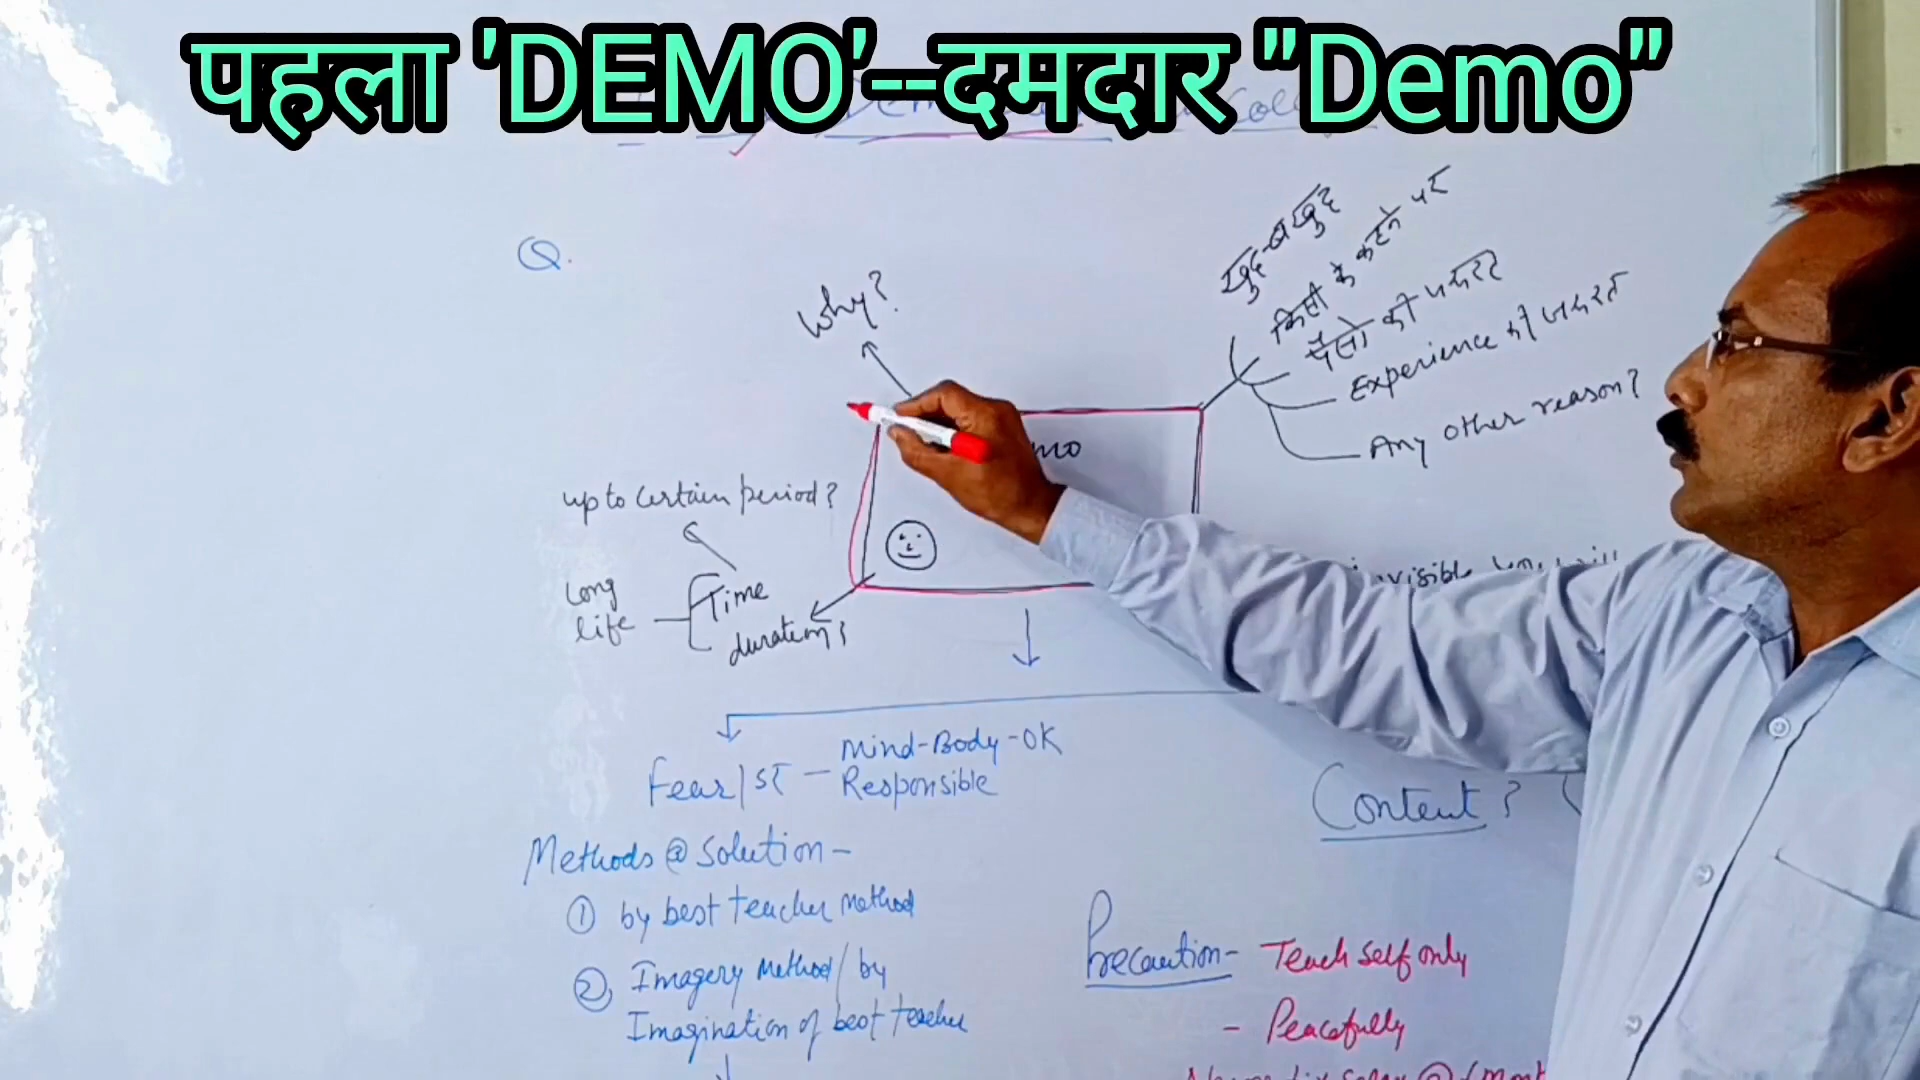 पहला 'DEMO'--दमदार "Demo"
Q.
Why?
खुद-ब-खुद
किसी के कहने पर
पैसो की जरूरत
Experience की जरूरत
Any other reason?
up to certain period?
Long
life
Time
duration?
invisible
Fear/डर - Mind-Body-OK
Responsible
Content?
Methods @ Solution -
① by best teacher method
② Imagery method/by
Imagination of best teacher
Precaution- Teach self only
- Peacefully